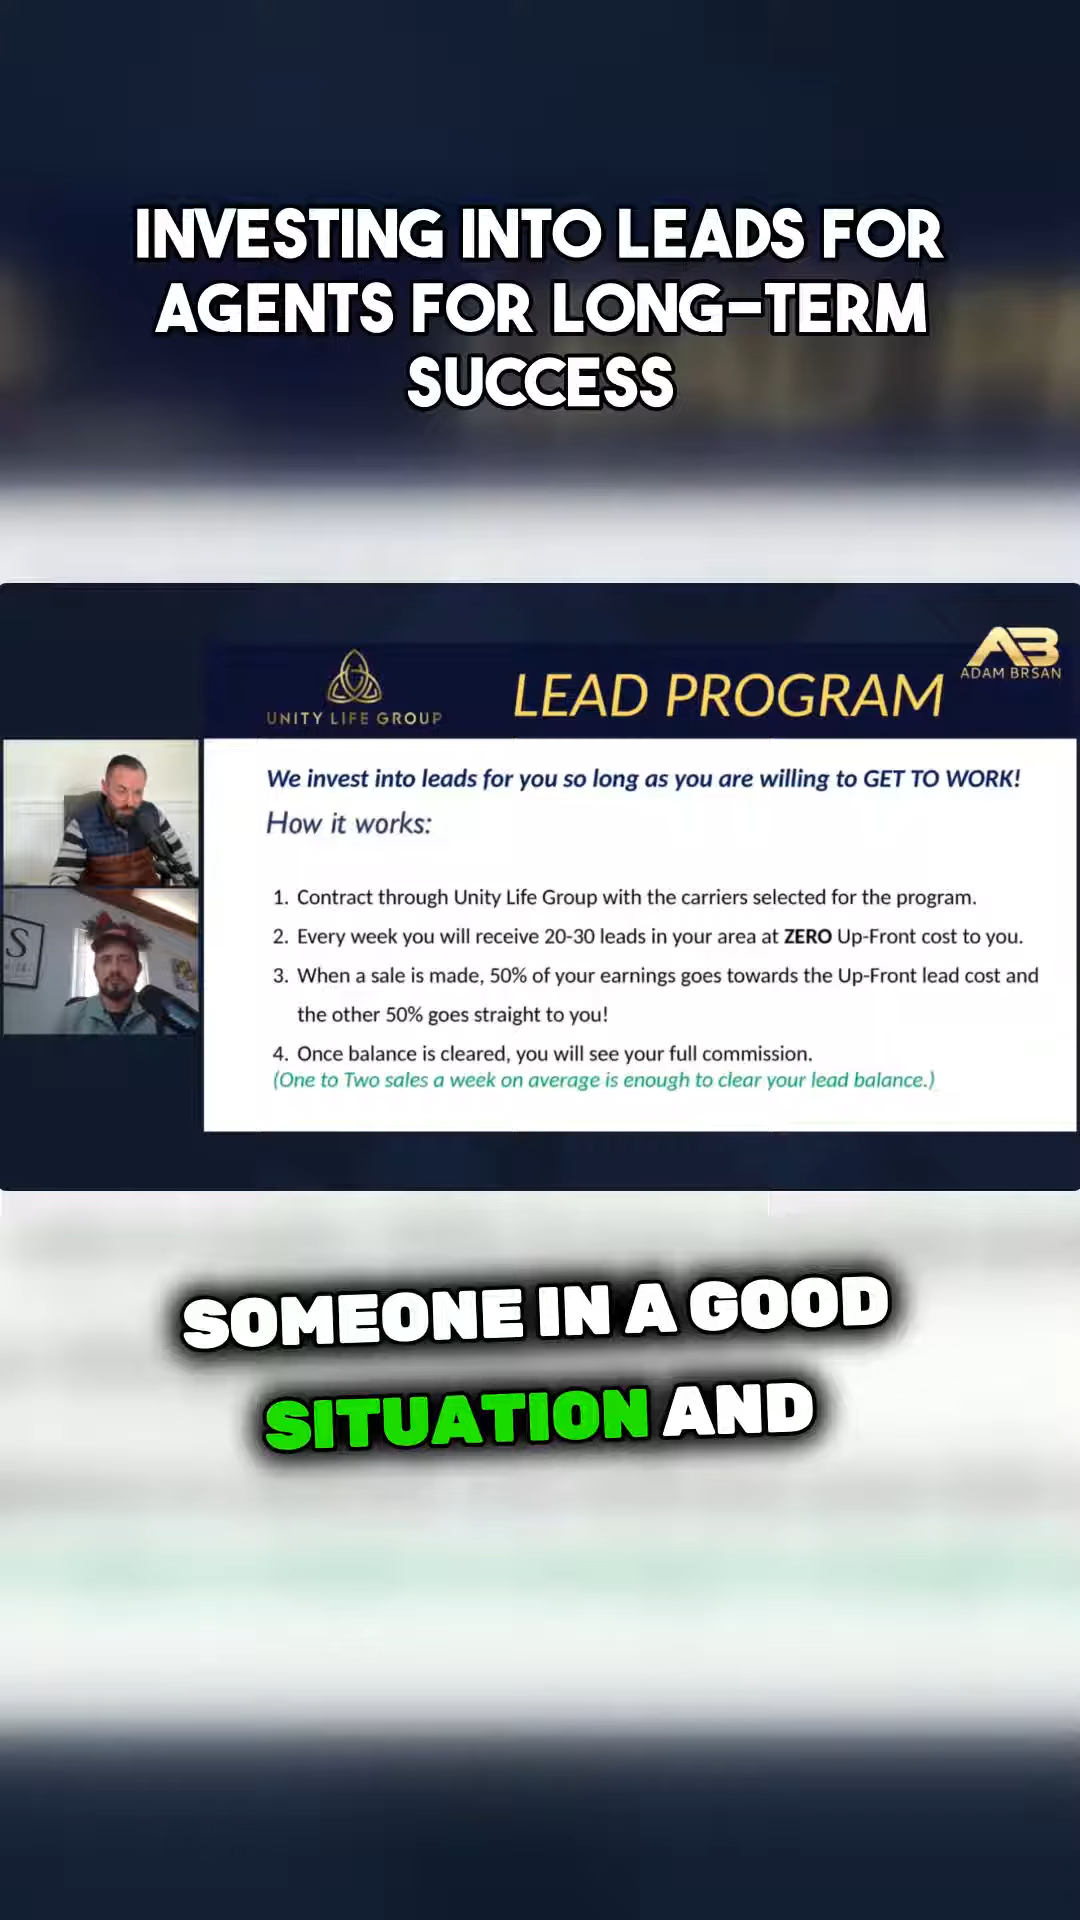 INVESTING INTO LEADS FOR
AGENTS FOR LONG-TERM
SUCCESS
AB
ADAM BRSAN
UNITY LIFE GROUP
LEAD PROGRAM
We invest into leads for you so long as you are willing to GET TO WORK!
How it works:
1. Contract through Unity Life Group with the carriers selected for the program.
2. Every week you will receive 20-30 leads in your area at ZERO Up-Front cost to you.
3. When a sale is made, 50% of your earnings goes towards the Up-Front lead cost and
the other 50% goes straight to you!
4. Once balance is cleared, you will see your full commission.
(One to Two sales a week on average is enough to clear your lead balance.)
S
SOMEONE IN A GOOD
SITUATION AND